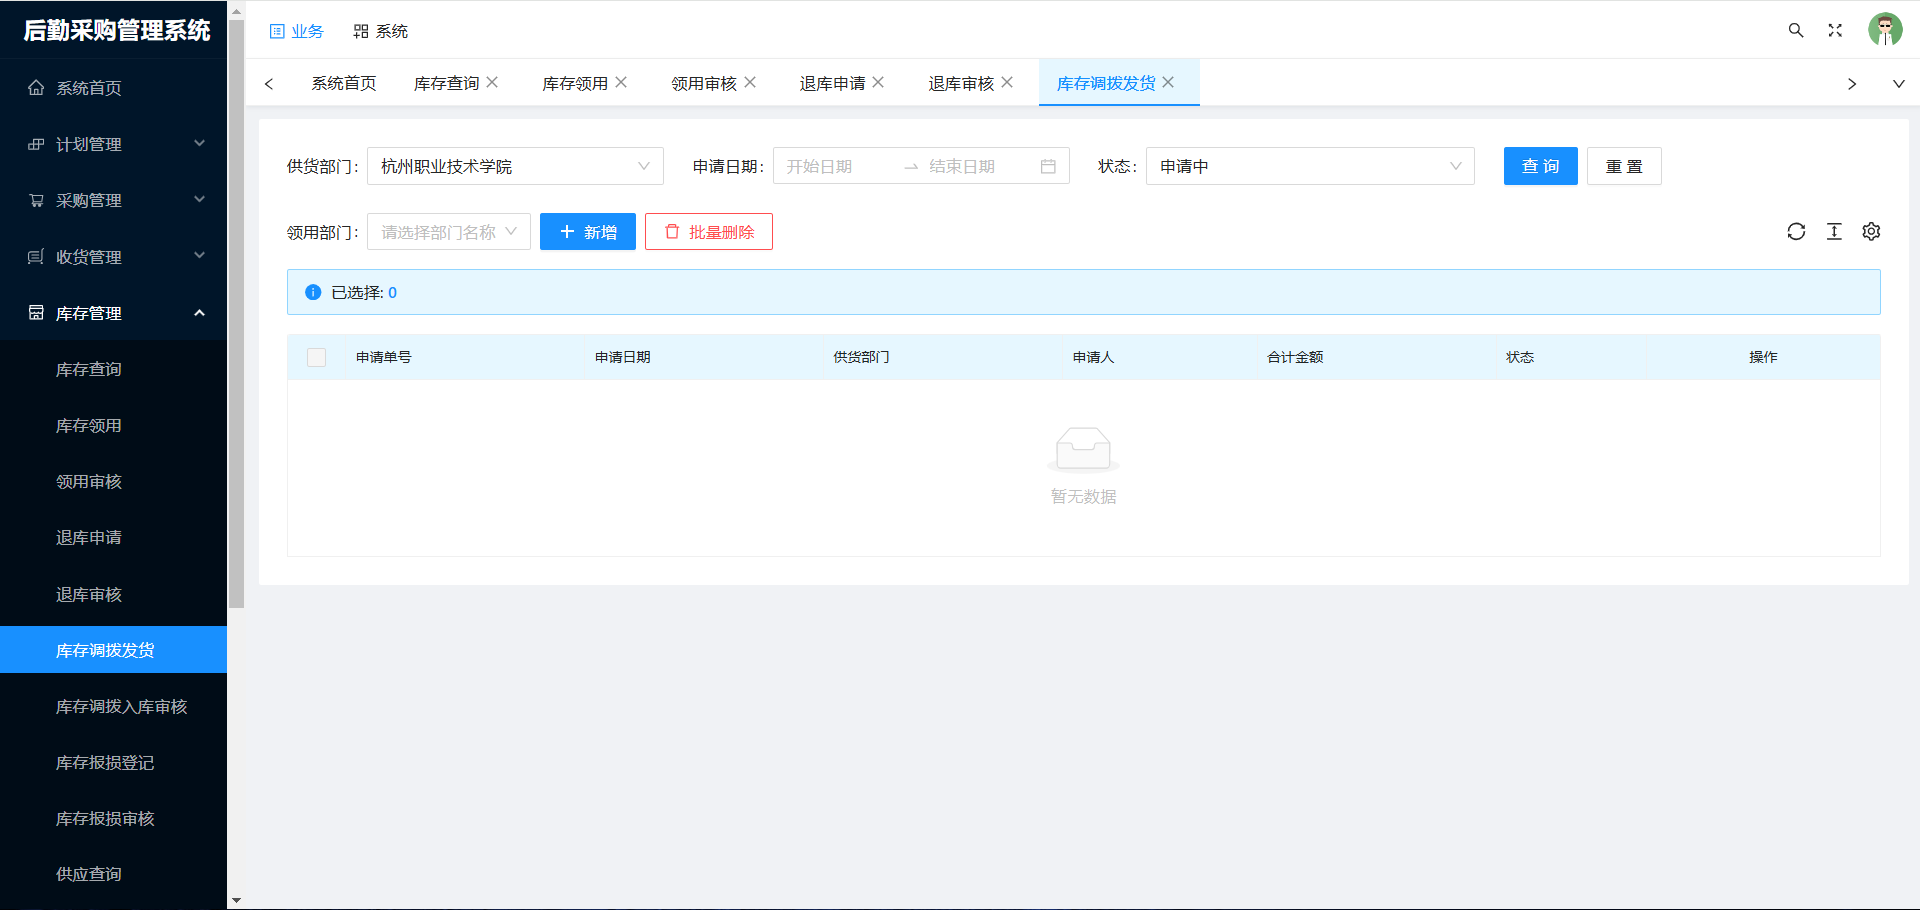 后勤采购管理系统
业务
系统
系统首页
库存查询
库存领用
领用审核
退库申请
退库审核
库存调拨发货
系统首页
计划管理
采购管理
收货管理
库存管理
库存查询
库存领用
领用审核
退库申请
退库审核
库存调拨发货
库存调拨入库审核
库存报损登记
库存报损审核
供应查询
供货部门: 杭州职业技术学院
申请日期: 开始日期 → 结束日期
状态: 申请中
查 询
重 置
领用部门: 请选择部门名称
+ 新增
批量删除
已选择: 0
申请单号 申请日期 供货部门 申请人 合计金额 状态 操作
暂无数据